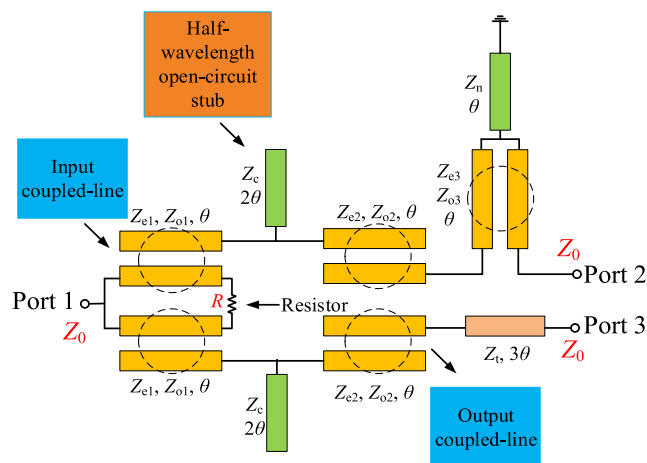 Half-
wavelength
open-circuit
stub
Input
coupled-line
Zn
θ
Zc
2θ
Ze3
Zo3
θ
Ze1, Zo1, θ
Ze2, Zo2, θ
Z0
Port 2
Port 1
Z0
R
Resistor
Port 3
Z0
Zt, 3θ
Ze1, Zo1, θ
Zc
2θ
Ze2, Zo2, θ
Output
coupled-line